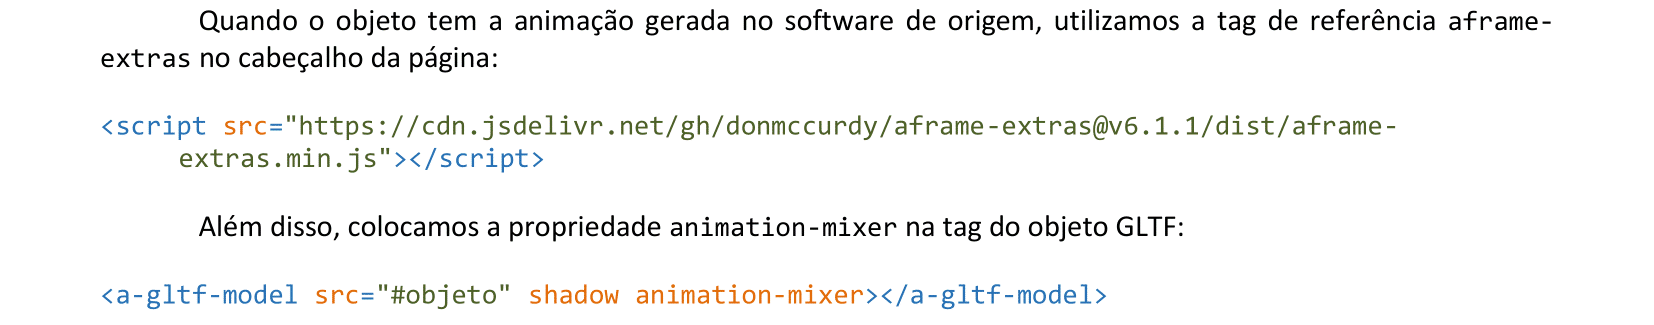 Quando o objeto tem a animação gerada no software de origem, utilizamos a tag de referência aframe-
extras no cabeçalho da página:
<script src="https://cdn.jsdelivr.net/gh/donmccurdy/aframe-extras@v6.1.1/dist/aframe-
extras.min.js"></script>
Além disso, colocamos a propriedade animation-mixer na tag do objeto GLTF:
<a-gltf-model src="#objeto" shadow animation-mixer></a-gltf-model>